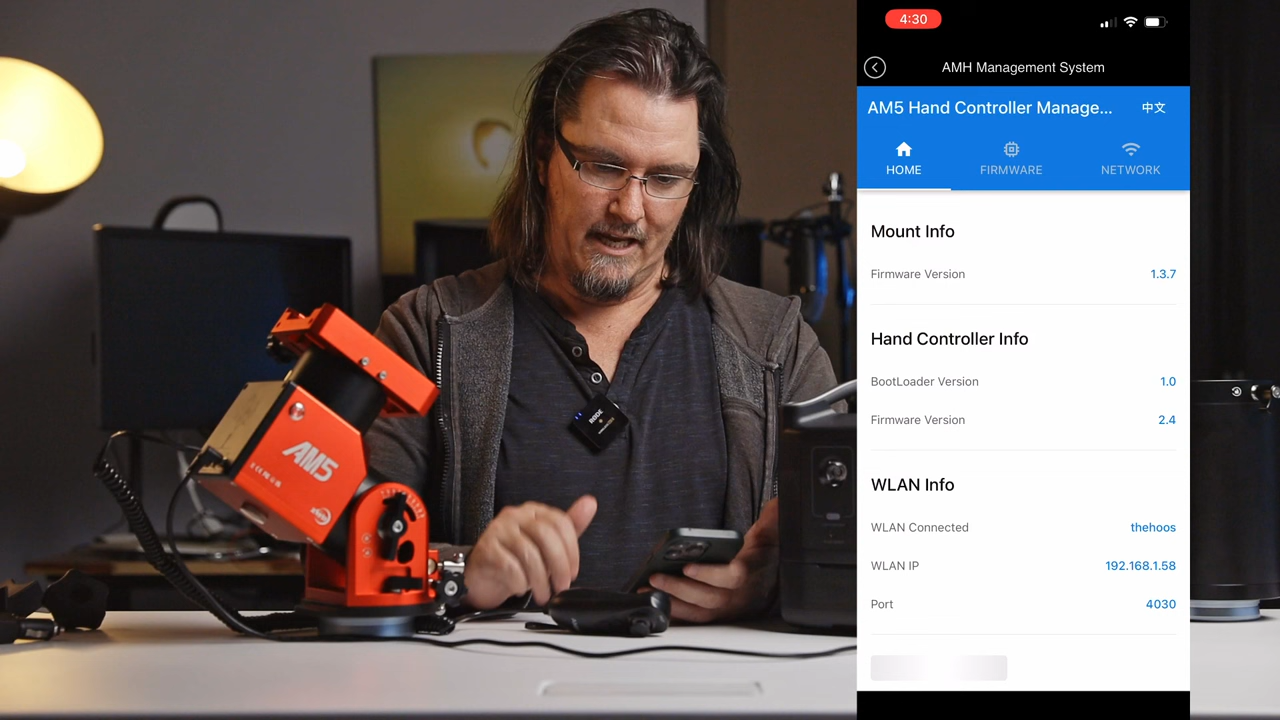 4:30
AMH Management System
AM5 Hand Controller Manage...
中文
HOME
FIRMWARE
NETWORK
Mount Info
Firmware Version 1.3.7
Hand Controller Info
BootLoader Version 1.0
Firmware Version 2.4
WLAN Info
WLAN Connected thehoos
WLAN IP 192.168.1.58
Port 4030
AM5
RØDE